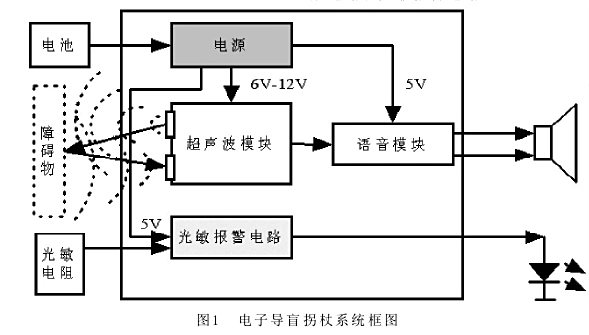 电池
电源
6V-12V
5V
障碍物
超声波模块
语音模块
5V
光敏报警电路
光敏
电阻
图1 电子导盲拐杖系统框图